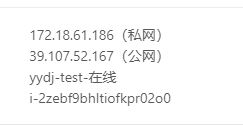 172.18.61.186（私网）
39.107.52.167（公网）
yydj-test-在线
i-2zebf9bhltiofkpr02o0